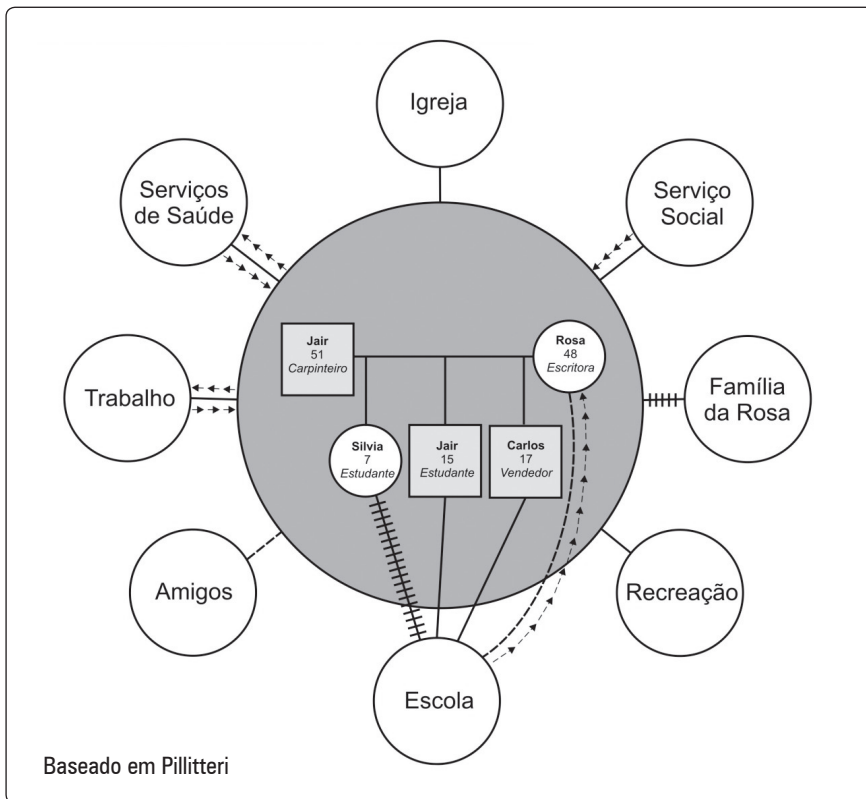 Igreja
Serviços
de Saúde
Serviço
Social
Jair
51
Carpinteiro
Rosa
48
Escritora
Trabalho
Família
da Rosa
Silvia
7
Estudante
Jair
15
Estudante
Carlos
17
Vendedor
Amigos
Recreação
Escola
Baseado em Pillitteri